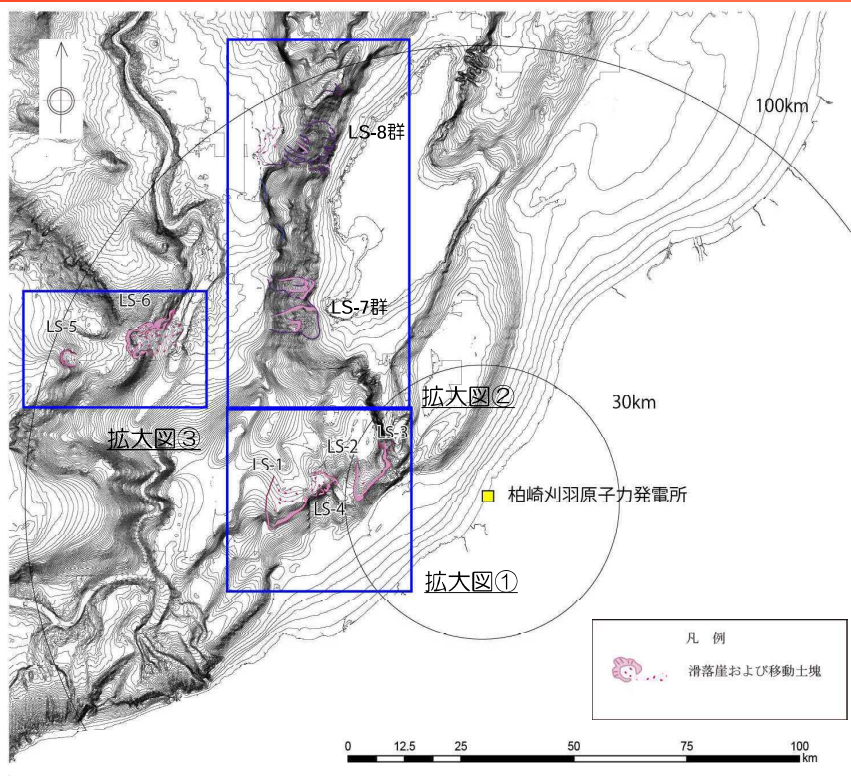 100km
LS-8群
LS-6
LS-5
LS-7群
拡大図②
30km
拡大図③
LS-3
LS-2
LS-1
柏崎刈羽原子力発電所
LS-4
拡大図①
凡 例
滑落崖および移動土塊
0 12.5 25 50 75 100
km